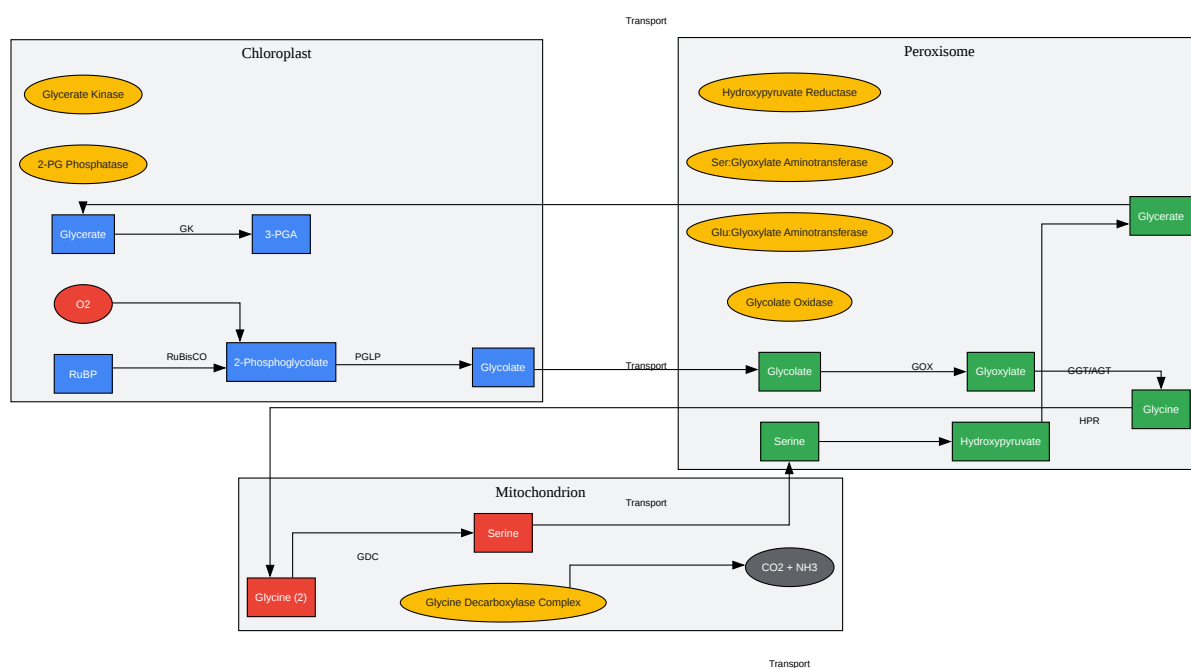 Transport
Chloroplast
Peroxisome
Glycerate Kinase
Hydroxypyruvate Reductase
2-PG Phosphatase
Ser:Glyoxylate Aminotransferase
Glycerate
GK
3-PGA
Glu:Glyoxylate Aminotransferase
Glycerate
O2
Glycolate Oxidase
RuBP
RuBisCO
2-Phosphoglycolate
PGLP
Glycolate
Transport
Glycolate
GOX
Glyoxylate
GGT/AGT
Glycine
HPR
Serine
Hydroxypyruvate
Mitochondrion
Transport
Serine
GDC
CO2 + NH3
Glycine (2)
Glycine Decarboxylase Complex
Transport